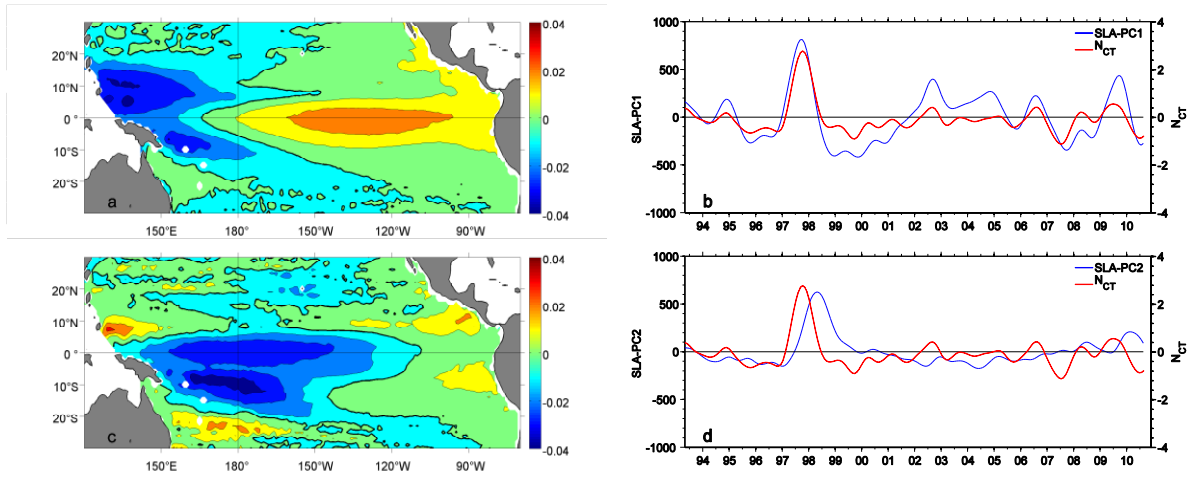 20°N
10°N
0°
10°S
20°S
a
150°E 180°W 150°W 120°W 90°W
0.04
0.02
0
-0.02
-0.04
1000
500
0
-500
-1000
SLA-PC1
SLA-PC1
N_CT
4
2
0
-2
-4
N_CT
b
94 95 96 97 98 99 00 01 02 03 04 05 06 07 08 09 10
20°N
10°N
0°
10°S
20°S
c
150°E 180°W 150°W 120°W 90°W
0.04
0.02
0
-0.02
-0.04
1000
500
0
-500
-1000
SLA-PC2
SLA-PC2
N_CT
4
2
0
-2
-4
N_CT
d
94 95 96 97 98 99 00 01 02 03 04 05 06 07 08 09 10